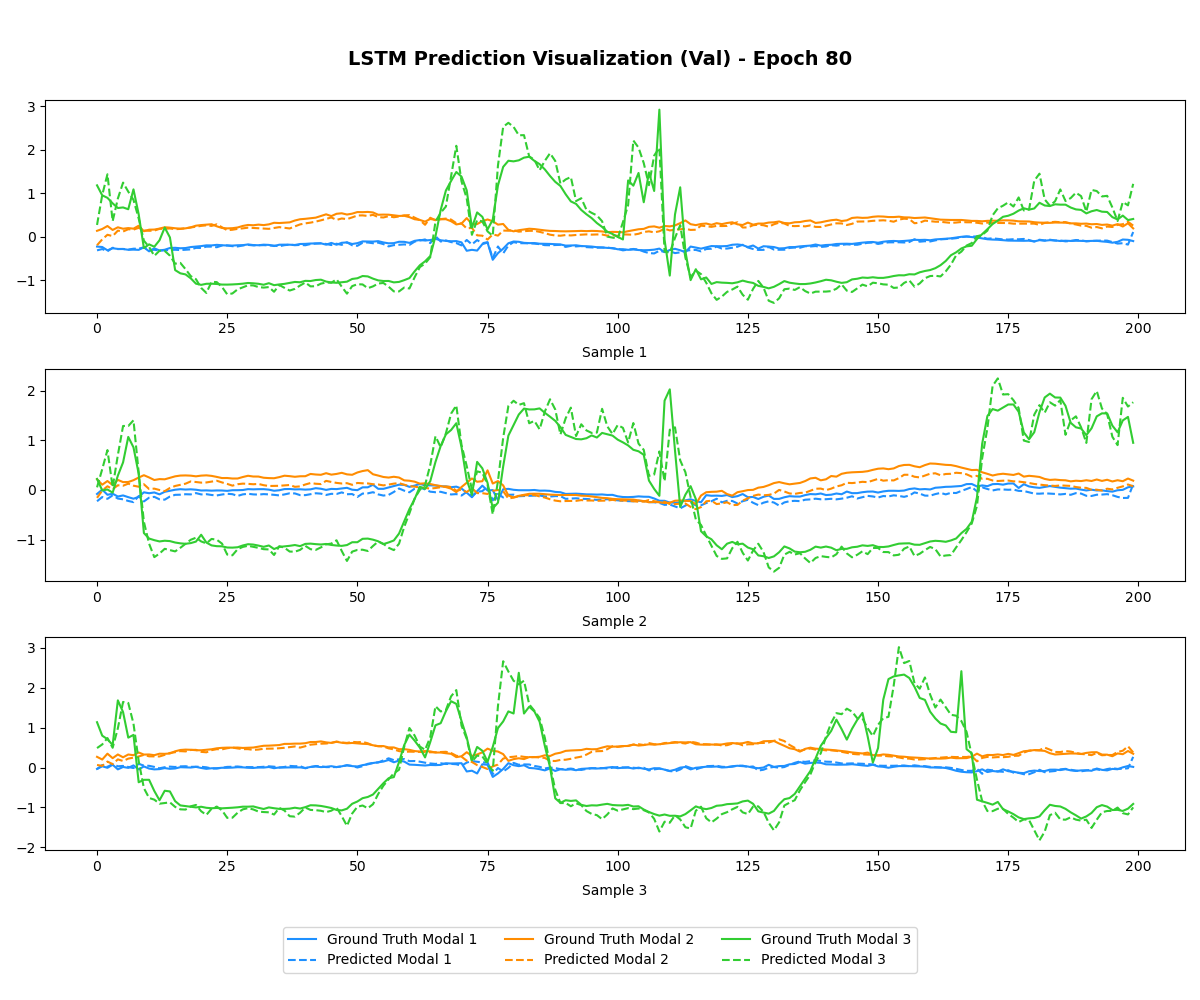 LSTM Prediction Visualization (Val) - Epoch 80
3
2
1
0
−1
0 25 50 75 100 125 150 175 200
Sample 1
2
1
0
−1
0 25 50 75 100 125 150 175 200
Sample 2
3
2
1
0
−1
−2
0 25 50 75 100 125 150 175 200
Sample 3
Ground Truth Modal 1 Ground Truth Modal 2 Ground Truth Modal 3
Predicted Modal 1 Predicted Modal 2 Predicted Modal 3